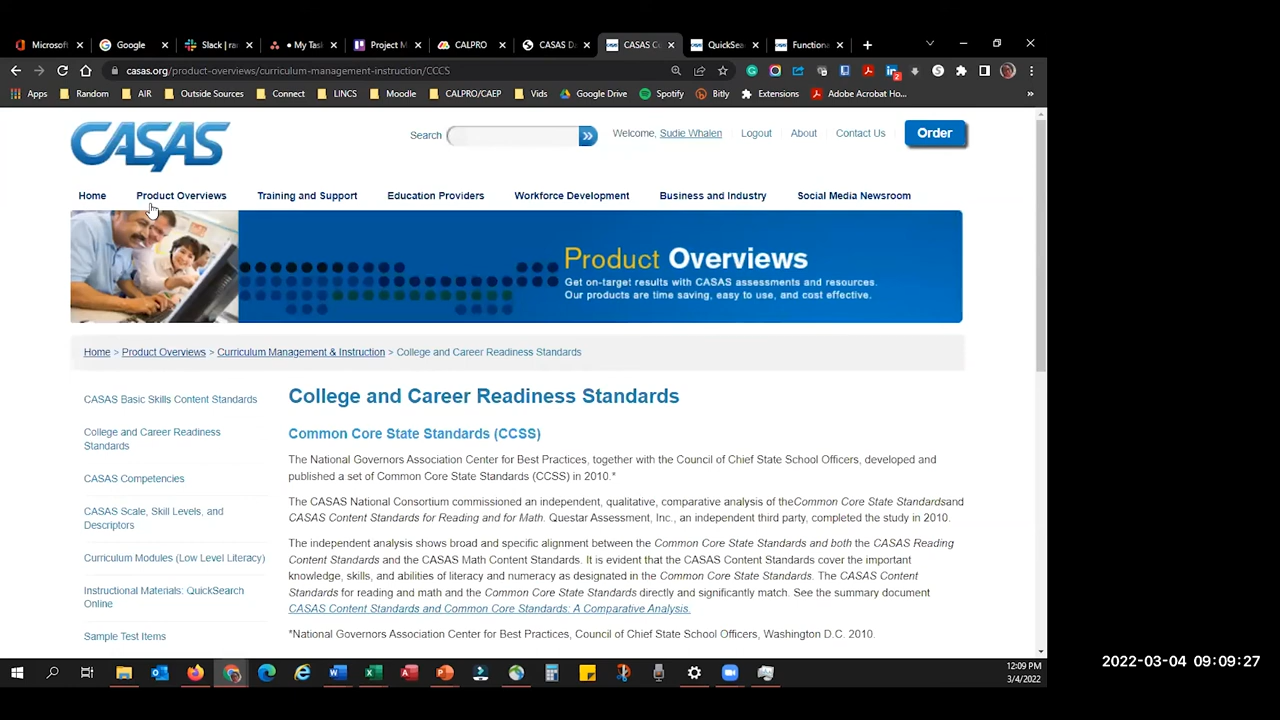 Microsoft
Google
Slack | ra
• My Task
Project M
CALPRO
CASAS D
CASAS C
QuickSea
Function
casas.org/product-overviews/curriculum-management-instruction/CCCS
2
Apps
Random
AIR
Outside Sources
Connect
LINCS
Moodle
CALPRO/CAEP
Vids
Google Drive
Spotify
Bitly
Extensions
Adobe Acrobat Ho...
»
CASAS
Search
»
Welcome, Sudie Whalen
Logout
About
Contact Us
Order
Home
Product Overviews
Training and Support
Education Providers
Workforce Development
Business and Industry
Social Media Newsroom
Product Overviews
Get on-target results with CASAS assessments and resources.
Our products are time saving, easy to use, and cost effective.
Home > Product Overviews > Curriculum Management & Instruction > College and Career Readiness Standards
CASAS Basic Skills Content Standards
College and Career Readiness
Standards
CASAS Competencies
CASAS Scale, Skill Levels, and
Descriptors
Curriculum Modules (Low Level Literacy)
Instructional Materials: QuickSearch
Online
Sample Test Items
College and Career Readiness Standards
Common Core State Standards (CCSS)
The National Governors Association Center for Best Practices, together with the Council of Chief State School Officers, developed and
published a set of Common Core State Standards (CCSS) in 2010.*
The CASAS National Consortium commissioned an independent, qualitative, comparative analysis of theCommon Core State Standardsand
CASAS Content Standards for Reading and for Math. Questar Assessment, Inc., an independent third party, completed the study in 2010.
The independent analysis shows broad and specific alignment between the Common Core State Standards and both the CASAS Reading
Content Standards and the CASAS Math Content Standards. It is evident that the CASAS Content Standards cover the important
knowledge, skills, and abilities of literacy and numeracy as designated in the Common Core State Standards. The CASAS Content
Standards for reading and math and the Common Core State Standards directly and significantly match. See the summary document
CASAS Content Standards and Common Core Standards: A Comparative Analysis.
*National Governors Association Center for Best Practices, Council of Chief State School Officers, Washington D.C. 2010.
12:09 PM
3/4/2022
2022-03-04 09:09:27